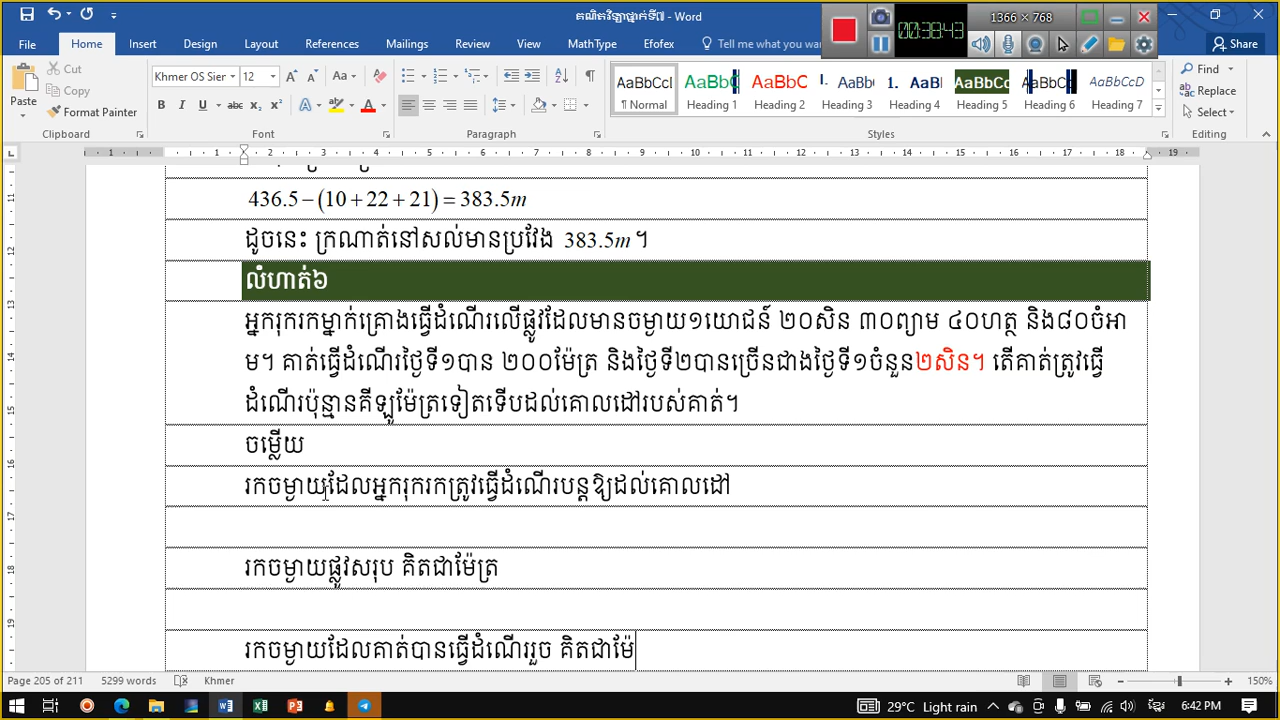 គណិតវិទ្យាថ្នាក់ទី៧ - Word
1366 × 768
00:38:43
File Home Insert Design Layout References Mailings Review View MathType Efofex Tell me what you want Share
Paste Cut Copy Format Painter
Khmer OS Sier 12
AaBbCcI ¶ Normal
AaBbC Heading 1
AaBbC Heading 2
I. AaBbC Heading 3
1. AaB Heading 4
AaBbCc Heading 5
AaBbC Heading 6
AaBbCcD Heading 7
Find Replace Select
Clipboard Font Paragraph Styles Editing
436.5 − (10 + 22 + 21) = 383.5m
ដូចនេះ ក្រណាត់នៅសល់មានប្រវែង 383.5m ។
លំហាត់៦
អ្នករុករកម្នាក់គ្រោងធ្វើដំណើរលើផ្លូវដែលមានចម្ងាយ១យោជន៍ ២០សិន ៣០ព្យាម ៤០ហត្ថ និង៨០ចំអា
ម។ គាត់ធ្វើដំណើរថ្ងៃទី១បាន ២០០ម៉ែត្រ និងថ្ងៃទី២បានច្រើនជាងថ្ងៃទី១ចំនួន២សិន។ តើគាត់ត្រូវធ្វើ
ដំណើរប៉ុន្មានគីឡូម៉ែត្រទៀតទើបដល់គោលដៅរបស់គាត់។
ចម្លើយ
រកចម្ងាយដែលអ្នករុករកត្រូវធ្វើដំណើរបន្តឱ្យដល់គោលដៅ
រកចម្ងាយផ្លូវសរុប គិតជាម៉ែត្រ
រកចម្ងាយដែលគាត់បានធ្វើដំណើររួច គិតជាម៉ែ
Page 205 of 211 5299 words Khmer 150%
29°C Light rain 6:42 PM